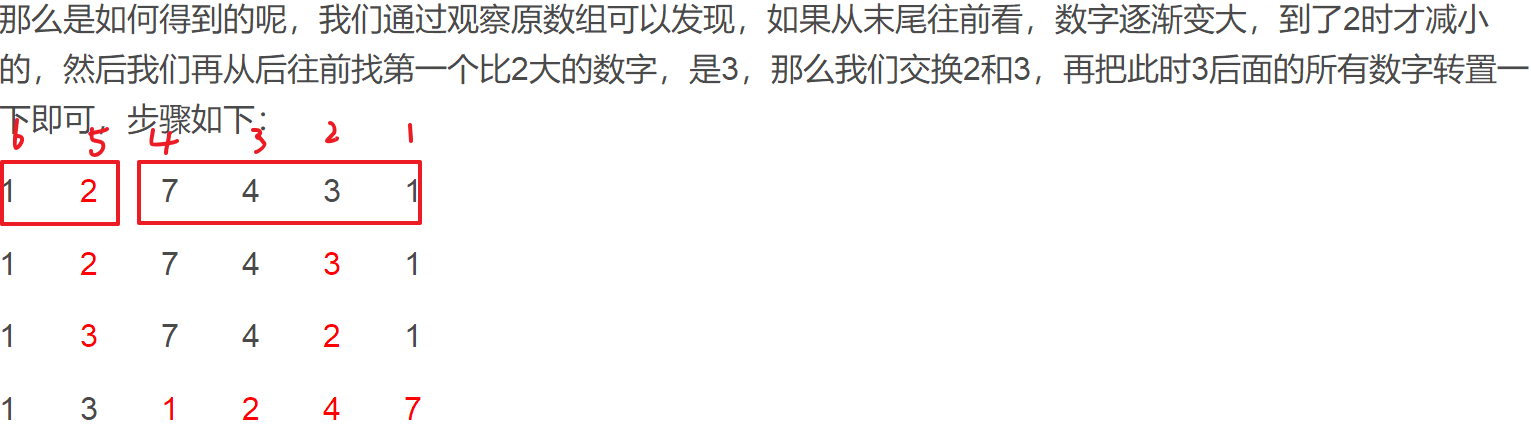 那么是如何得到的呢，我们通过观察原数组可以发现，如果从末尾往前看，数字逐渐变大，到了2时才减小
的，然后我们再从后往前找第一个比2大的数字，是3，那么我们交换2和3，再把此时3后面的所有数字转置一
下即可，步骤如下：
6 5 4 3 2 1
1 2 7 4 3 1
1 2 7 4 3 1
1 3 7 4 2 1
1 3 1 2 4 7